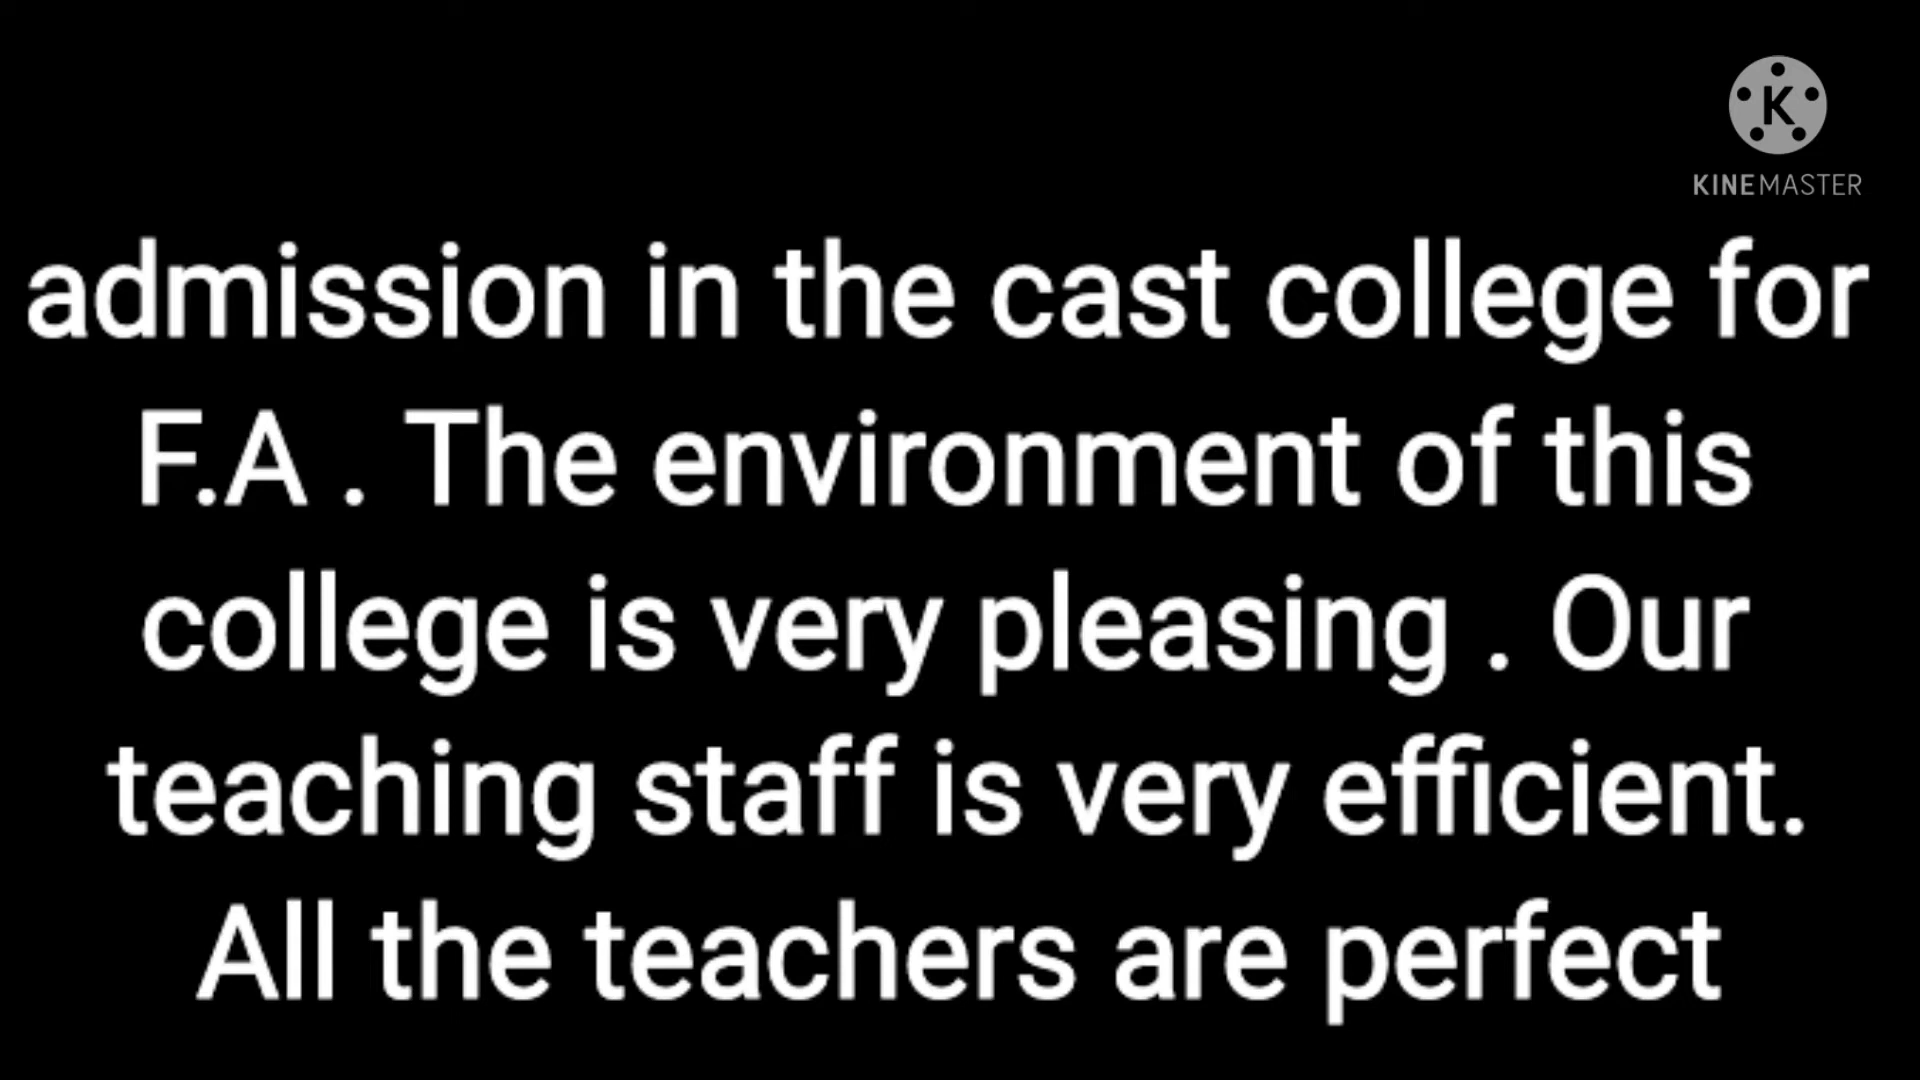 KINEMASTER
admission in the cast college for
F.A . The environment of this
college is very pleasing . Our
teaching staff is very efficient.
All the teachers are perfect